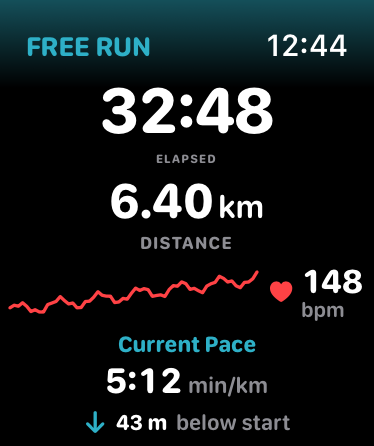 FREE RUN 12:44
32:48
ELAPSED
6.40 km
DISTANCE
148
bpm
Current Pace
5:12 min/km
43 m below start